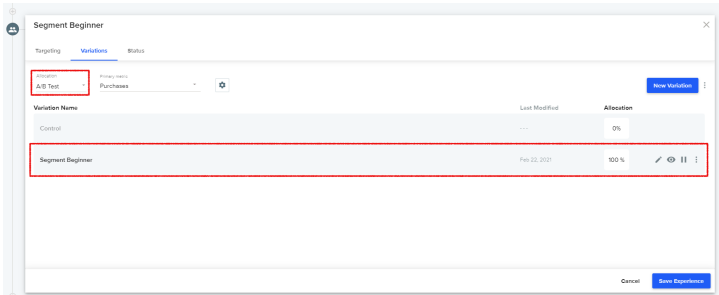 Segment Beginner
Targeting Variations Status
Allocation Primary metric
A/B Test Purchases
New Variation
Variation Name Last Modified Allocation
Control --- 0%
Segment Beginner Feb 22, 2021 100 %
Cancel Save Experience